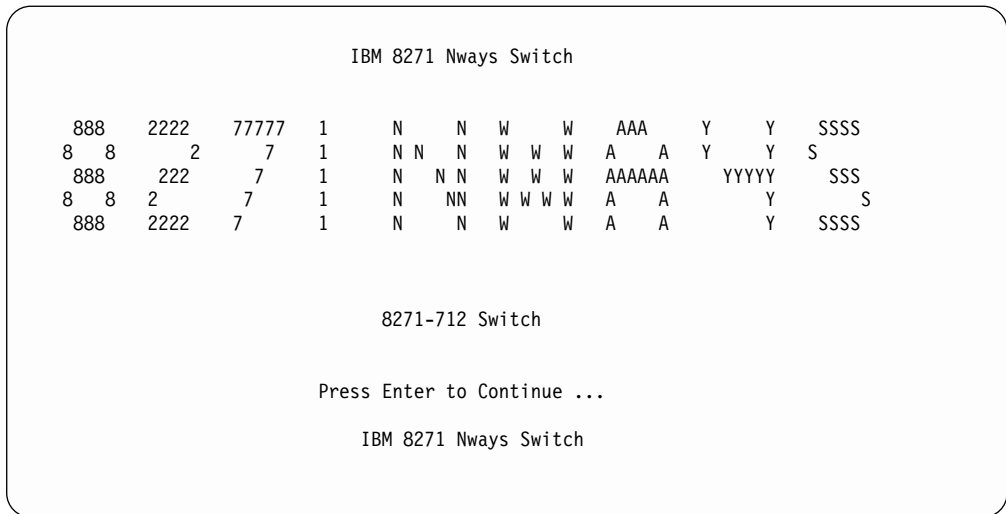 IBM 8271 Nways Switch
 888   2222   77777  1      N     N  W     W    AAA     Y     Y    SSSS
8  8       2      7  1      N N   N  W  W  W   A    A   Y     Y   S
 888    222      7   1      N   N N  W  W  W   AAAAAA     YYYYY     SSS
8  8   2        7    1      N    NN  W W W W   A    A         Y        S
 888   2222    7     1      N     N  W     W   A    A         Y    SSSS
8271-712 Switch
Press Enter to Continue ...
IBM 8271 Nways Switch